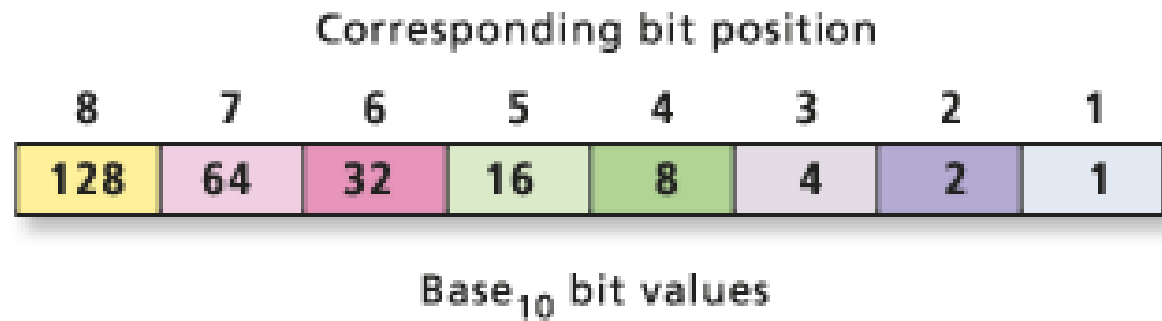 Corresponding bit position
8 7 6 5 4 3 2 1
128 64 32 16 8 4 2 1
Base₁₀ bit values